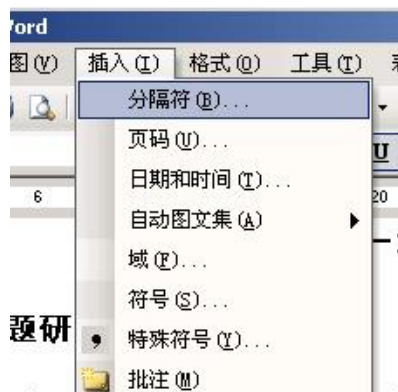 Word
图(V) 插入(I) 格式(O) 工具(T)
分隔符(B)...
页码(U)...
U
日期和时间(T)...
6 20
自动图文集(A)
域(F)...
符号(S)...
题研
特殊符号(Y)...
批注(M)